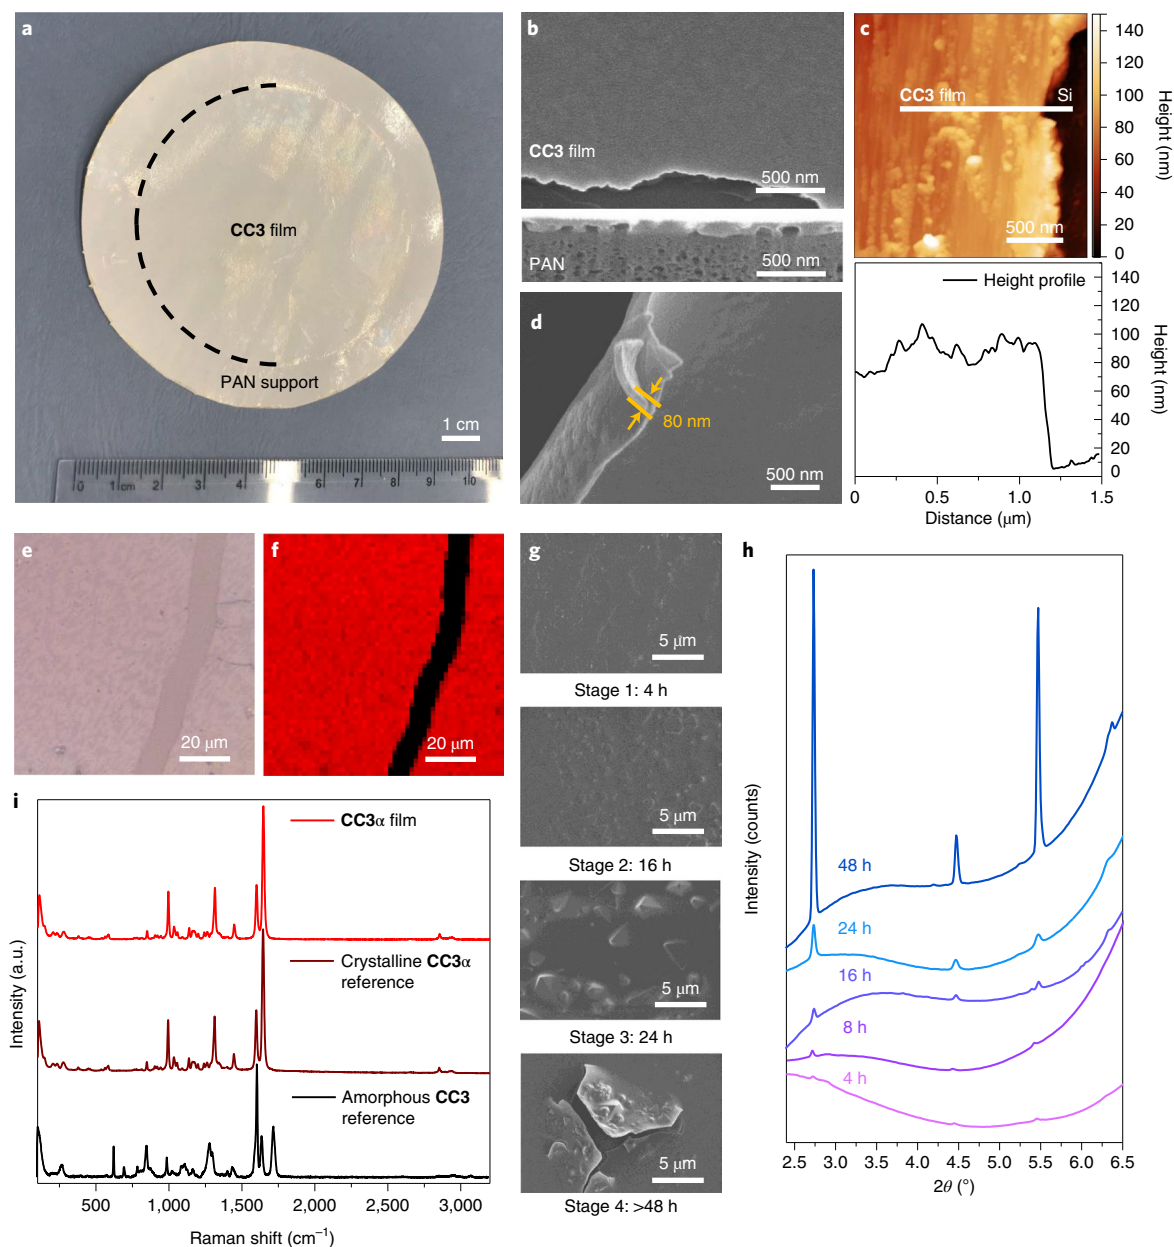 a
CC3 film
PAN support
1 cm
0 1cm 2 3 4 5 6 7 8 9 10
b
CC3 film
500 nm
PAN
500 nm
c
CC3 film
Si
500 nm
140
120
100
80
60
40
20
0
Height (nm)
Height profile
140
120
100
80
60
40
20
0
Height (nm)
0 0.5 1.0 1.5
Distance (μm)
d
80 nm
500 nm
e
20 μm
f
20 μm
g
5 μm
Stage 1: 4 h
5 μm
Stage 2: 16 h
5 μm
Stage 3: 24 h
5 μm
Stage 4: >48 h
h
Intensity (counts)
48 h
24 h
16 h
8 h
4 h
2.5 3.0 3.5 4.0 4.5 5.0 5.5 6.0 6.5
2θ (°)
i
Intensity (a.u.)
CC3α film
Crystalline CC3α
reference
Amorphous CC3
reference
500 1,000 1,500 2,000 2,500 3,000
Raman shift (cm⁻¹)